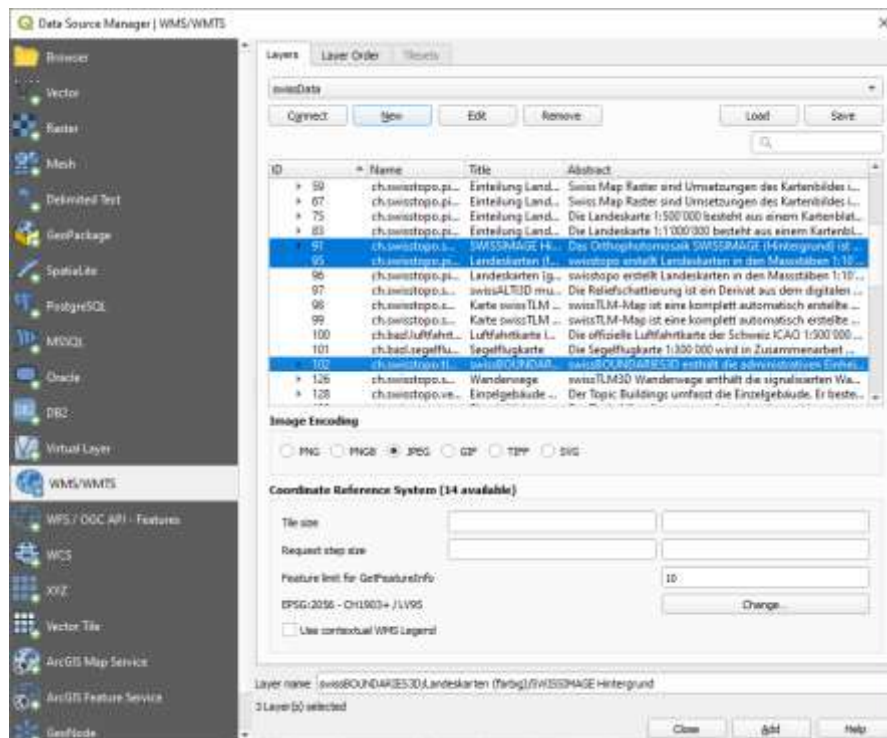 Data Source Manager | WMS/WMTS
Browser
Vector
Raster
Mesh
Delimited Text
GeoPackage
SpatiaLite
PostgreSQL
MSSQL
Oracle
DB2
Virtual Layer
WMS/WMTS
WFS / OGC API - Features
WCS
XYZ
Vector Tile
ArcGIS Map Service
ArcGIS Feature Service
GeoNode
Layers Layer Order Tilesets
swissData
Connect New Edit Remove Load Save
ID Name Title Abstract
59 ch.swisstopo.pi... Einteilung Land... Swiss Map Raster sind Umsetzungen des Kartenbildes i...
67 ch.swisstopo.pi... Einteilung Land... Swiss Map Raster sind Umsetzungen des Kartenbildes i...
75 ch.swisstopo.pi... Einteilung Land... Die Landeskarte 1:500'000 besteht aus einem Kartenblat...
83 ch.swisstopo.pi... Einteilung Land... Die Landeskarte 1:1'000'000 besteht aus einem Kartenbl...
91 ch.swisstopo.s... SWISSIMAGE Hi... Das Orthophotomosaik SWISSIMAGE (Hintergrund) ist ...
95 ch.swisstopo.pi... Landeskarten (f... swisstopo erstellt Landeskarten in den Massstäben 1:10'...
96 ch.swisstopo.pi... Landeskarten (g... swisstopo erstellt Landeskarten in den Massstäben 1:10'...
97 ch.swisstopo.s... swissALTI3D mu... Die Reliefschattierung ist ein Derivat aus dem digitalen ...
98 ch.swisstopo.s... Karte swissTLM ... swissTLM-Map ist eine komplett automatisch erstellte ...
99 ch.swisstopo.s... Karte swissTLM ... swissTLM-Map ist eine komplett automatisch erstellte ...
100 ch.bazl.luftfahrt... Luftfahrtkarte I... Die offizielle Luftfahrtkarte der Schweiz ICAO 1:500'000 ...
101 ch.bazl.segelflu... Segelflugkarte Die Segelflugkarte 1:300 000 wird in Zusammenarbeit ...
102 ch.swisstopo.tl... swissBOUNDAR... swissBOUNDARIES3D enthält die administrativen Einhei...
126 ch.swisstopo.s... Wanderwege swissTLM3D Wanderwege enthält die signalisierten Wa...
128 ch.swisstopo.ve... Einzelgebäude ... Der Topic Buildings umfasst die Einzelgebäude. Er beste...
Image Encoding
PNG PNG8 JPEG GIF TIFF SVG
Coordinate Reference System (14 available)
Tile size
Request step size
Feature limit for GetFeatureInfo 10
EPSG:2056 - CH1903+ / LV95 Change...
Use contextual WMS Legend
Layer name swissBOUNDARIES3D/Landeskarten (farbig)/SWISSIMAGE Hintergrund
3 Layer(s) selected
Close Add Help